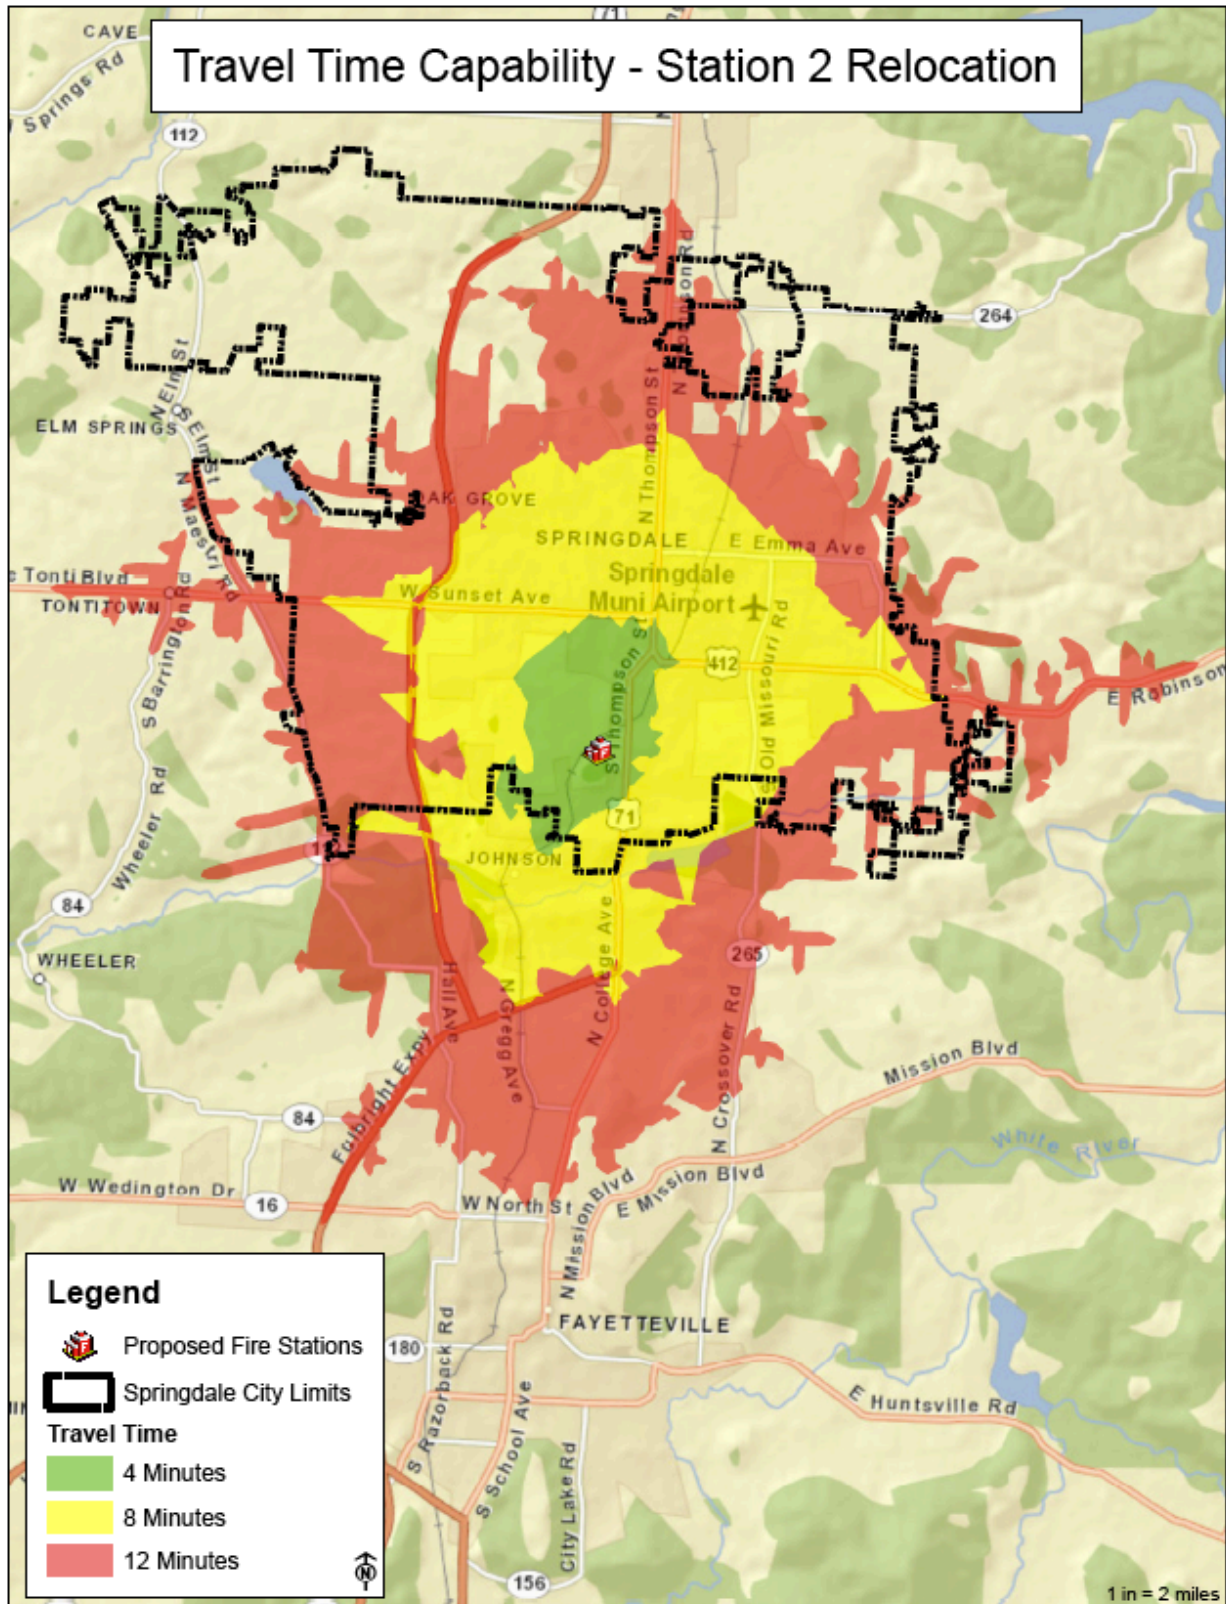 71
CAVE
Travel Time Capability - Station 2 Relocation
Springs Rd
112
N
Rd
264
N Thompson St
N Elm St
S Elm St
ELM SPRINGS
N Maestri Rd
OAK GROVE
SPRINGDALE
E Emma Ave
Springdale
Muni Airport
Tonti Blvd
TONTITOWN
W Sunset Ave
S Barrington Rd
S Thompson St
412
Old Missouri Rd
E Robinson
Wheeler Rd
71
JOHNSON
84
WHEELER
265
Hall Ave
N Gregg Ave
N College Ave
N Crossover Rd
Fulbright Expy
Mission Blvd
84
White River
W Wedington Dr
16
W North St
N Mission Blvd
E Mission Blvd
FAYETTEVILLE
180
S Razorback Rd
S School Ave
City Lake Rd
E Huntsville Rd
156
Legend
Proposed Fire Stations
Springdale City Limits
Travel Time
4 Minutes
8 Minutes
12 Minutes
N
1 in = 2 miles